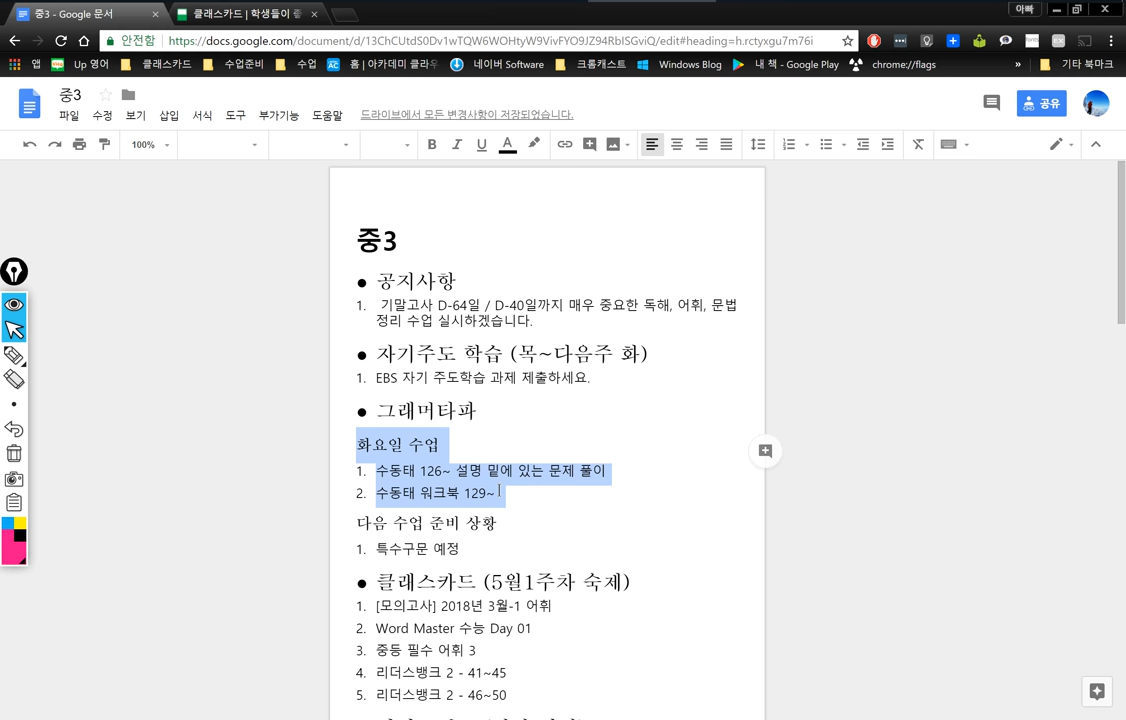 중3 - Google 문서
클래스카드 | 학생들이 쥳
아빠
안전함
https://docs.google.com/document/d/13ChCUtdS0Dv1wTQW6WOHtyW9VivFYO9JZ94RbISGviQ/edit#heading=h.rctyxgu7m76i
앱 Up 영어 클래스카드 수업준비 수업 홈 | 아카데미 클라우 네이버 Software 크롬캐스트 Windows Blog 내 책 - Google Play chrome://flags » 기타 북마크
중3
파일 수정 보기 삽입 서식 도구 부가기능 도움말 드라이브에서 모든 변경사항이 저장되었습니다.
공유
100%
중3
● 공지사항
1. 기말고사 D-64일 / D-40일까지 매우 중요한 독해, 어휘, 문법
정리 수업 실시하겠습니다.
● 자기주도 학습 (목~다음주 화)
1. EBS 자기 주도학습 과제 제출하세요.
● 그래머타파
화요일 수업
1. 수동태 126~ 설명 밑에 있는 문제 풀이
2. 수동태 워크북 129~
다음 수업 준비 상황
1. 특수구문 예정
● 클래스카드 (5월1주차 숙제)
1. [모의고사] 2018년 3월-1 어휘
2. Word Master 수능 Day 01
3. 중등 필수 어휘 3
4. 리더스뱅크 2 - 41~45
5. 리더스뱅크 2 - 46~50